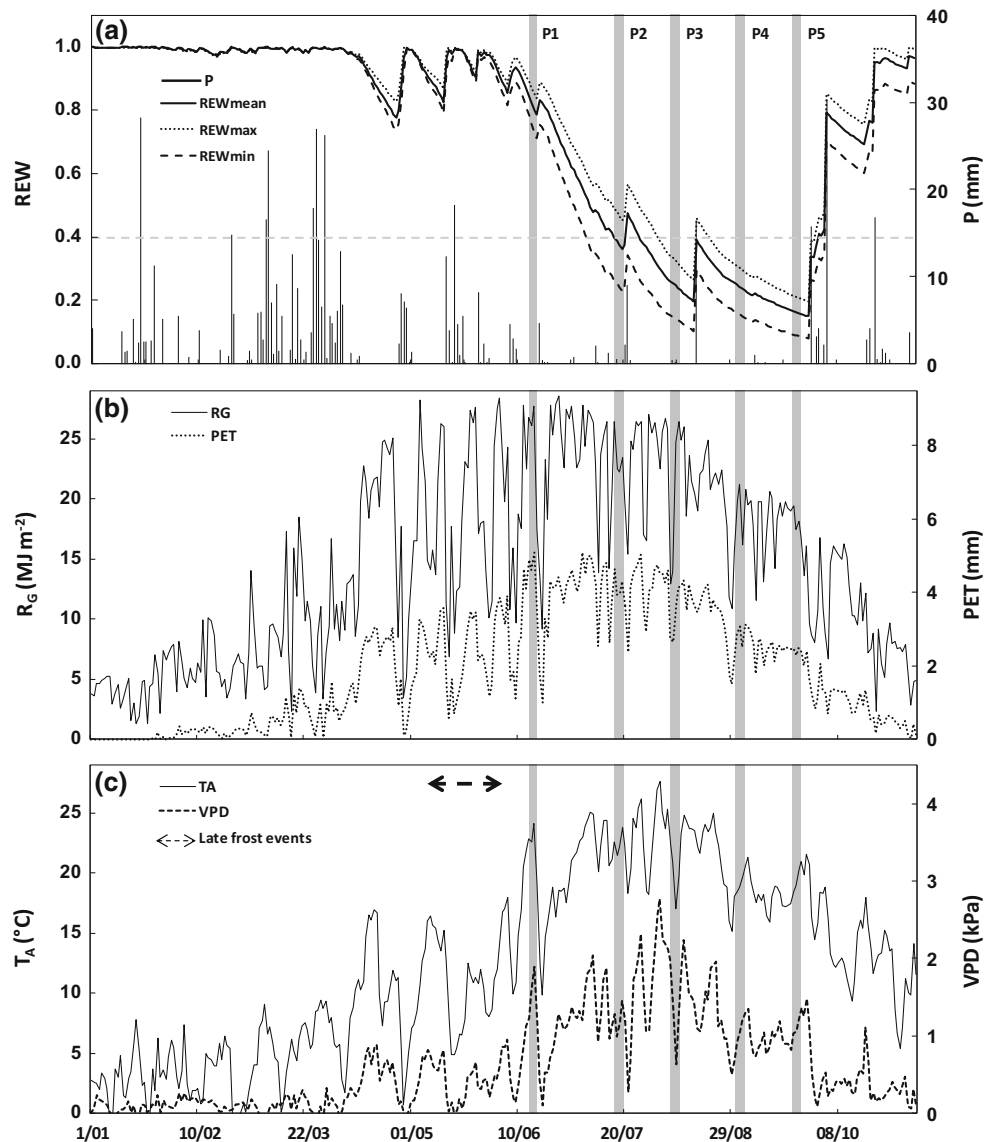 (a)
P1 P2 P3 P4 P5
40
30
20
10
0
P (mm)
1.0
0.8
0.6
0.4
0.2
0.0
REW
P
REWmean
REWmax
REWmin
(b)
RG
PET
25
20
15
10
5
0
RG (MJ m-2)
8
6
4
2
0
PET (mm)
(c)
TA
VPD
Late frost events
25
20
15
10
5
0
TA (°C)
4
3
2
1
0
VPD (kPa)
1/01 10/02 22/03 01/05 10/06 20/07 29/08 08/10